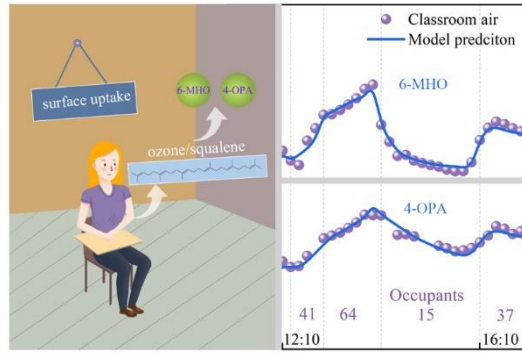 surface uptake
6-MHO
4-OPA
ozone/squalene
Classroom air
Model predciton
6-MHO
4-OPA
Occupants
41 64 15 37
12:10 16:10